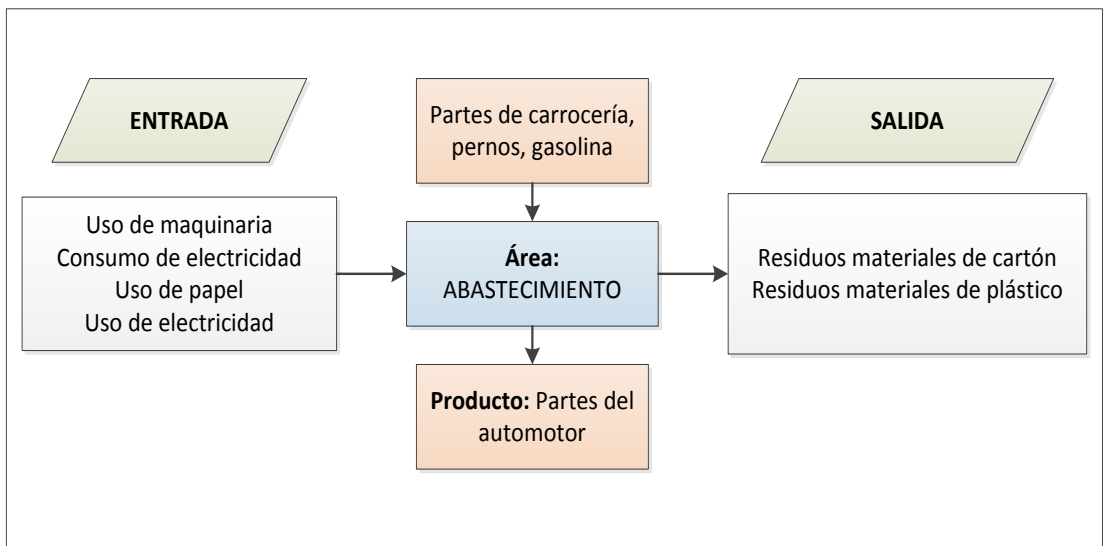 ENTRADA
Uso de maquinaria
Consumo de electricidad
Uso de papel
Uso de electricidad
Partes de carrocería,
pernos, gasolina
Área:
ABASTECIMIENTO
Producto: Partes del
automotor
SALIDA
Residuos materiales de cartón
Residuos materiales de plástico